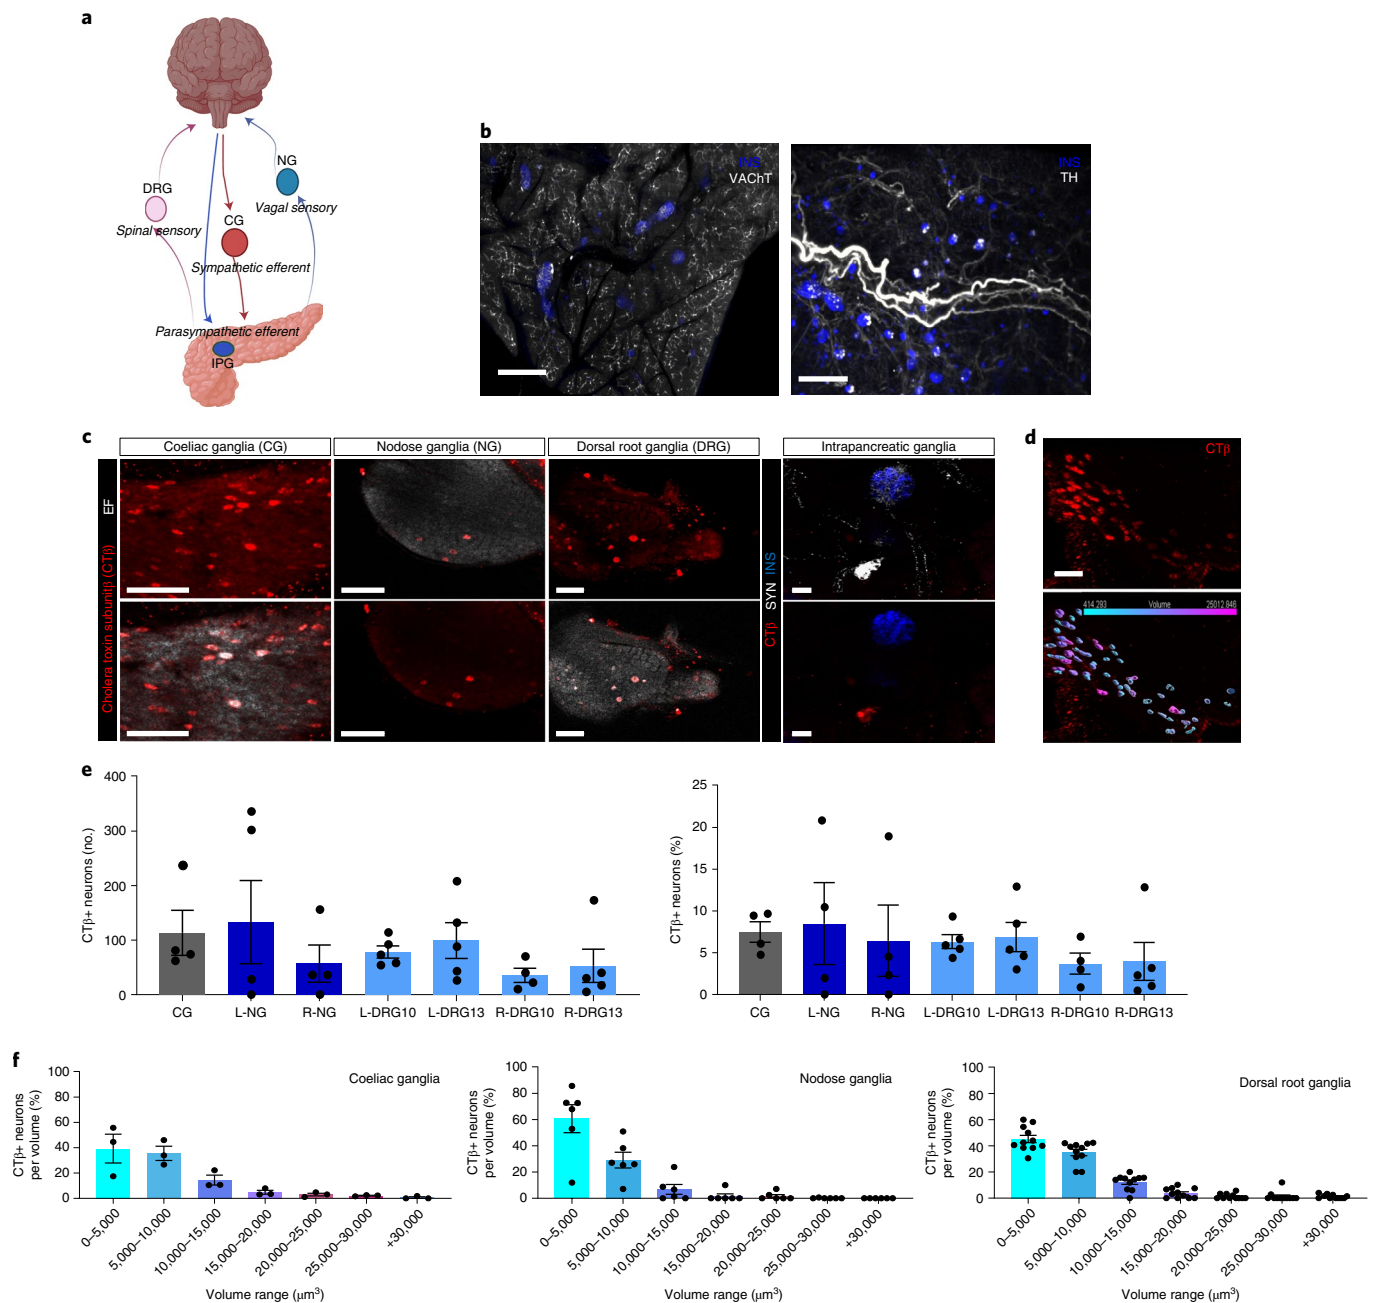 a
NG
DRG
Vagal sensory
CG
Spinal sensory
Sympathetic efferent
Parasympathetic efferent
IPG
b
INS
VAChT
INS
TH
c
Coeliac ganglia (CG)
Nodose ganglia (NG)
Dorsal root ganglia (DRG)
Intrapancreatic ganglia
Cholera toxin subunitβ (CTβ) EF
CTβ SYN INS
d
CTβ
414.293 Volume 25012.846
e
CTβ+ neurons (no.)
400
300
200
100
0
CG L-NG R-NG L-DRG10 L-DRG13 R-DRG10 R-DRG13
CTβ+ neurons (%)
25
20
15
10
5
0
CG L-NG R-NG L-DRG10 L-DRG13 R-DRG10 R-DRG13
f
Coeliac ganglia
CTβ+ neurons
per volume (%)
100
80
60
40
20
0
0–5,000
5,000–10,000
10,000–15,000
15,000–20,000
20,000–25,000
25,000–30,000
+30,000
Volume range (μm³)
Nodose ganglia
CTβ+ neurons
per volume (%)
100
80
60
40
20
0
0–5,000
5,000–10,000
10,000–15,000
15,000–20,000
20,000–25,000
25,000–30,000
+30,000
Volume range (μm³)
Dorsal root ganglia
CTβ+ neurons
per volume (%)
100
80
60
40
20
0
0–5,000
5,000–10,000
10,000–15,000
15,000–20,000
20,000–25,000
25,000–30,000
+30,000
Volume range (μm³)